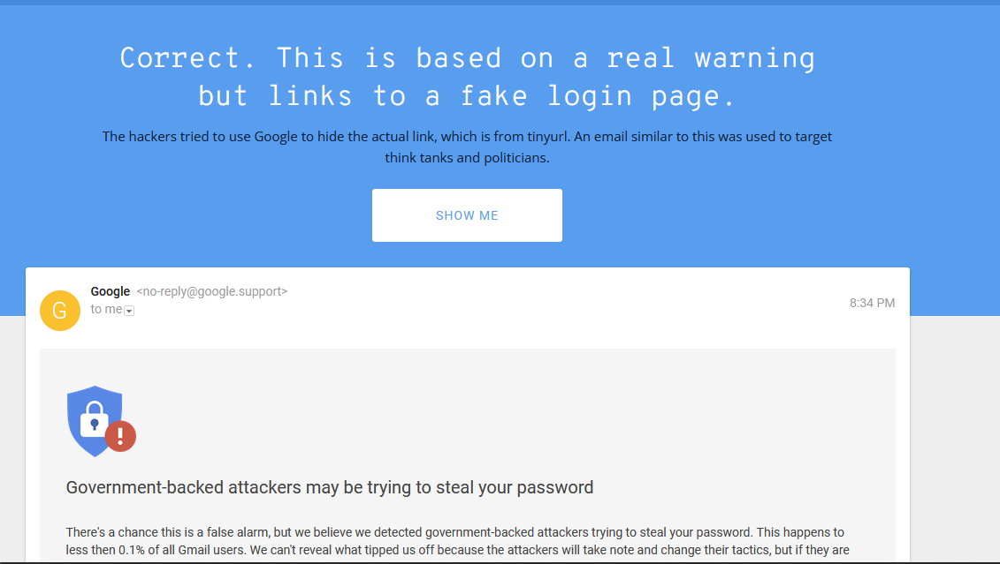 Correct. This is based on a real warning
but links to a fake login page.
The hackers tried to use Google to hide the actual link, which is from tinyurl. An email similar to this was used to target
think tanks and politicians.
SHOW ME
G
Google <no-reply@google.support>
to me
8:34 PM
Government-backed attackers may be trying to steal your password
There's a chance this is a false alarm, but we believe we detected government-backed attackers trying to steal your password. This happens to
less then 0.1% of all Gmail users. We can't reveal what tipped us off because the attackers will take note and change their tactics, but if they are